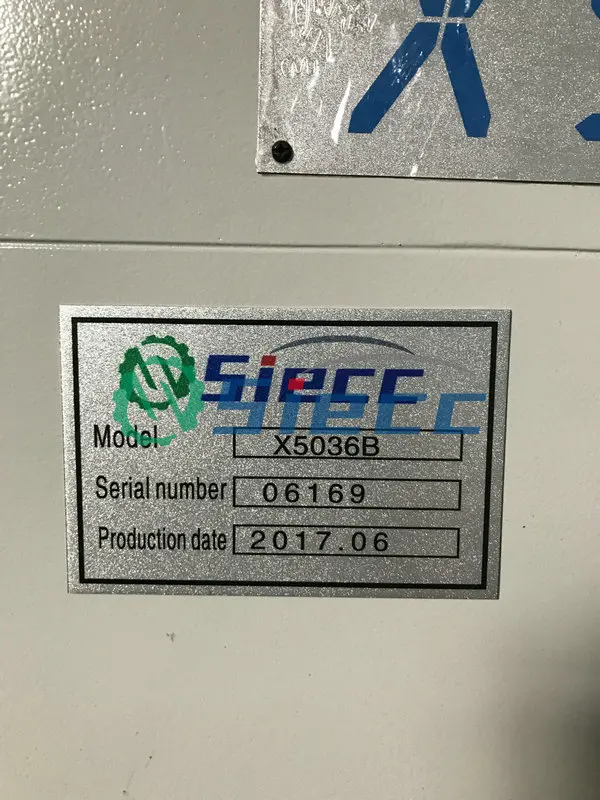 X
siecc
siecc
Model X5036B
Serial number 06169
Production date 2017.06